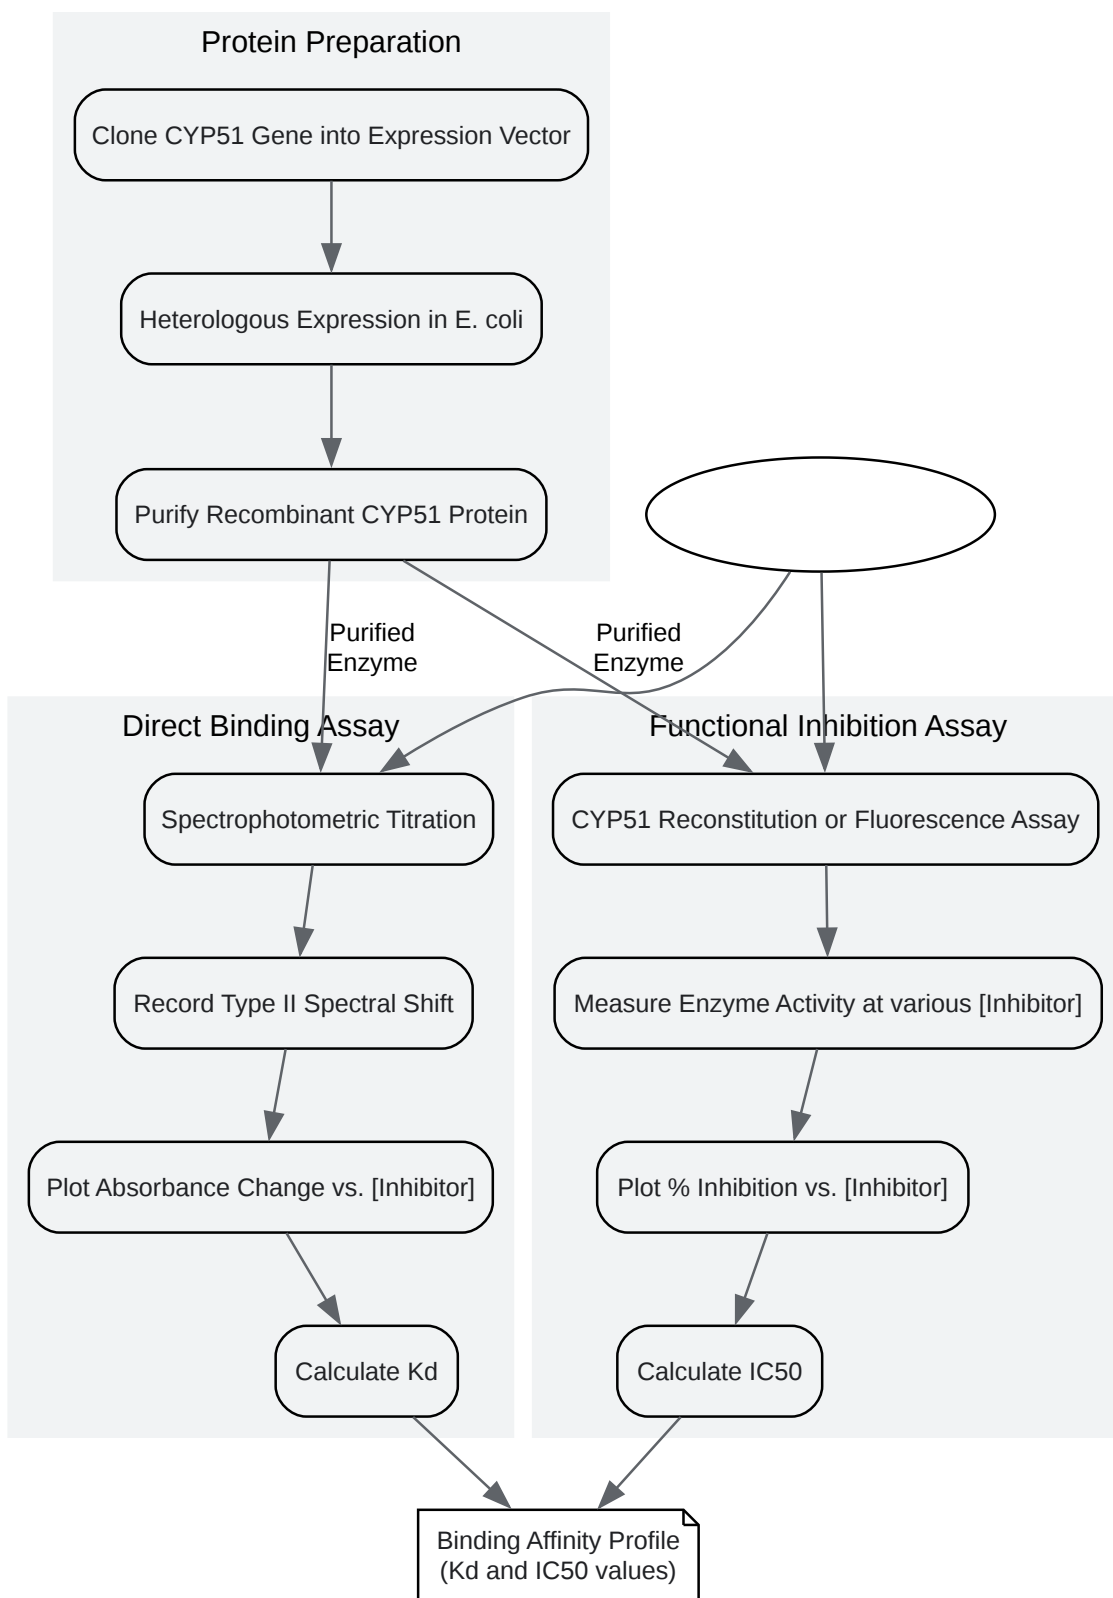 Protein Preparation
Clone CYP51 Gene into Expression Vector
Heterologous Expression in E. coli
Purify Recombinant CYP51 Protein
Purified
Enzyme
Purified
Enzyme
Direct Binding Assay
Functional Inhibition Assay
Spectrophotometric Titration
CYP51 Reconstitution or Fluorescence Assay
Record Type II Spectral Shift
Measure Enzyme Activity at various [Inhibitor]
Plot Absorbance Change vs. [Inhibitor]
Plot % Inhibition vs. [Inhibitor]
Calculate Kd
Calculate IC50
Binding Affinity Profile
(Kd and IC50 values)